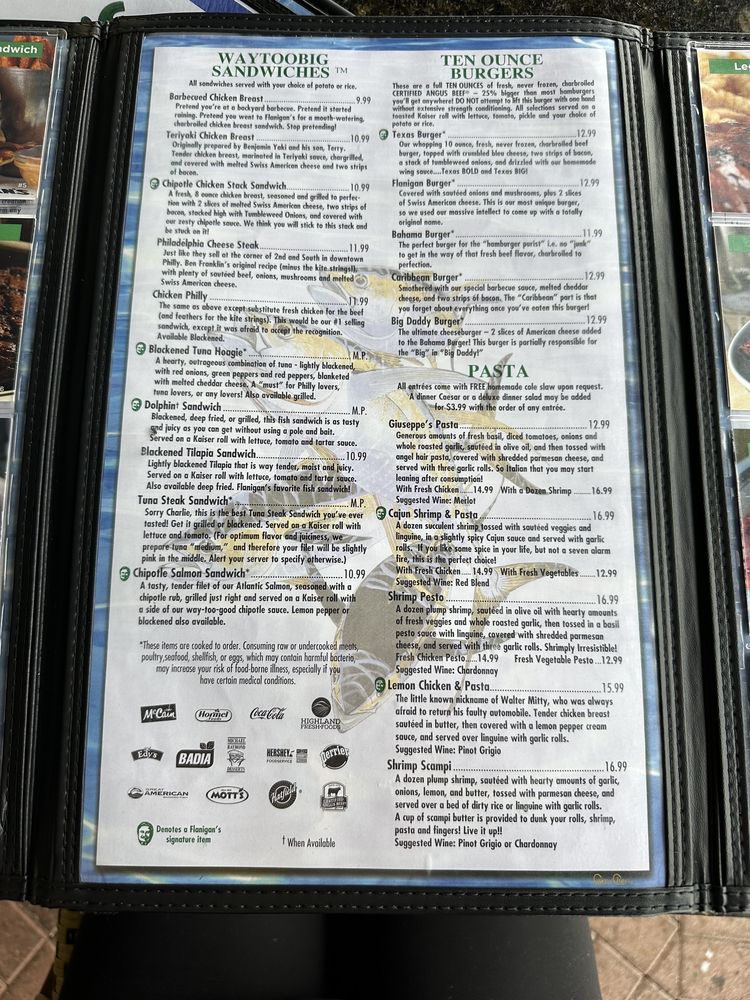 ndwich
WAYTOOBIG
SANDWICHES ™
All sandwiches served with your choice of potato or rice.
Barbecued Chicken Breast 9.99
Pretend you're at a backyard barbecue. Pretend it started
raining. Pretend you went to Flanigan's for a mouth-watering,
charbroiled chicken breast sandwich. Stop pretending!
Teriyaki Chicken Breast 10.99
Originally prepared by Benjamin Yaki and his son, Terry.
Tender chicken breast, marinated in Teriyaki sauce, chargrilled,
and covered with melted Swiss American cheese and two strips
of bacon.
Chipotle Chicken Stack Sandwich 10.99
A fresh, 8 ounce chicken breast, seasoned and grilled to perfec-
tion with 2 slices of melted Swiss American cheese, two strips of
bacon, stacked high with Tumbleweed Onions, and covered with
our zesty chipotle sauce. We think you will stick to this stack and
be stuck on it!
Philadelphia Cheese Steak 11.99
Just like they sell at the corner of 2nd and South in downtown
Philly. Ben Franklin's original recipe (minus the kite strings!),
with plenty of sautéed beef, onions, mushrooms and melted
Swiss American cheese.
Chicken Philly 11.99
The same as above except substitute fresh chicken for the beef
(and feathers for the kite strings). This would be our #1 selling
sandwich, except it was afraid to accept the recognition.
Available Blackened.
Blackened Tuna Hoagie* M.P.
A hearty, outrageous combination of tuna - lightly blackened,
with red onions, green peppers and red peppers, blanketed
with melted cheddar cheese. A "must" for Philly lovers,
tuna lovers, or any lovers! Also available grilled.
Dolphin† Sandwich M.P.
Blackened, deep fried, or grilled, this fish sandwich is as tasty
and juicy as you can get without using a pole and bait.
Served on a Kaiser roll with lettuce, tomato and tartar sauce.
Blackened Tilapia Sandwich 10.99
Lightly blackened Tilapia that is way tender, moist and juicy.
Served on a Kaiser roll with lettuce, tomato and tartar sauce.
Also available deep fried. Flanigan's favorite fish sandwich!
Tuna Steak Sandwich* M.P.
Sorry Charlie, this is the best Tuna Steak Sandwich you've ever
tasted! Get it grilled or blackened. Served on a Kaiser roll with
lettuce and tomato. (For optimum flavor and juiciness, we
prepare tuna "medium," and therefore your filet will be slightly
pink in the middle. Alert your server to specify otherwise.)
Chipotle Salmon Sandwich* 10.99
A tasty, tender filet of our Atlantic Salmon, seasoned with a
chipotle rub, grilled just right and served on a Kaiser roll with
a side of our way-too-good chipotle sauce. Lemon pepper or
blackened also available.
*These items are cooked to order. Consuming raw or undercooked meats,
poultry, seafood, shellfish, or eggs, which may contain harmful bacteria,
may increase your risk of food-borne illness, especially if you
have certain medical conditions.
McCain
Hormel
Coca-Cola
HIGHLAND
FRESH FOODS
Edy's
BADIA
MICHAEL
RAYMOND
DESSERTS
HERSHEY
FOODSERVICE
Perrier
GREAT
AMERICAN
MOTT'S
Hatfield
Denotes a Flanigan's
signature item
† When Available
TEN OUNCE
BURGERS
These are a full TEN OUNCES of fresh, never frozen, charbroiled
CERTIFIED ANGUS BEEF® – 25% bigger than most hamburgers
you'll get anywhere! DO NOT attempt to lift this burger with one hand
without extensive strength conditioning. All selections served on a
toasted Kaiser roll with lettuce, tomato, pickle and your choice of
potato or rice.
Texas Burger* 12.99
Our whopping 10 ounce, fresh, never frozen, charbroiled beef
burger, topped with crumbled bleu cheese, two strips of bacon,
a stack of tumbleweed onions, and drizzled with our homemade
wing sauce....Texas BOLD and Texas BIG!
Flanigan Burger* 12.99
Covered with sautéed onions and mushrooms, plus 2 slices
of Swiss American cheese. This is our most unique burger,
so we used our massive intellect to come up with a totally
original name.
Bahama Burger* 11.99
The perfect burger for the "hamburger purist" i.e. no "junk"
to get in the way of that fresh beef flavor, charbroiled to
perfection.
Caribbean Burger* 12.99
Smothered with our special barbecue sauce, melted cheddar
cheese, and two strips of bacon. The "Caribbean" part is that
you forget about everything once you've eaten this burger!
Big Daddy Burger* 12.99
The ultimate cheeseburger – 2 slices of American cheese added
to the Bahama Burger! This burger is partially responsible for
the "Big" in "Big Daddy!"
PASTA
All entrées come with FREE homemade cole slaw upon request.
A dinner Caesar or a deluxe dinner salad may be added
for $3.99 with the order of any entrée.
Giuseppe's Pasta 12.99
Generous amounts of fresh basil, diced tomatoes, onions and
whole roasted garlic, sautéed in olive oil, and then tossed with
angel hair pasta, covered with shredded parmesan cheese, and
served with three garlic rolls. So Italian that you may start
leaning after consumption!
With Fresh Chicken 14.99 With a Dozen Shrimp 16.99
Suggested Wine: Merlot
Cajun Shrimp & Pasta 16.99
A dozen succulent shrimp tossed with sautéed veggies and
linguine, in a slightly spicy Cajun sauce and served with garlic
rolls. If you like some spice in your life, but not a seven alarm
fire, this is the perfect choice!
With Fresh Chicken 14.99 With Fresh Vegetables 12.99
Suggested Wine: Red Blend
Shrimp Pesto 16.99
A dozen plump shrimp, sautéed in olive oil with hearty amounts
of fresh veggies and whole roasted garlic, then tossed in a basil
pesto sauce with linguine, covered with shredded parmesan
cheese, and served with three garlic rolls. Shrimply Irresistible!
Fresh Chicken Pesto 14.99 Fresh Vegetable Pesto 12.99
Suggested Wine: Chardonnay
Lemon Chicken & Pasta 15.99
The little known nickname of Walter Mitty, who was always
afraid to return his faulty automobile. Tender chicken breast
sautéed in butter, then covered with a lemon pepper cream
sauce, and served over linguine with garlic rolls.
Suggested Wine: Pinot Grigio
Shrimp Scampi 16.99
A dozen plump shrimp, sautéed with hearty amounts of garlic,
onions, lemon, and butter, tossed with parmesan cheese, and
served over a bed of dirty rice or linguine with garlic rolls.
A cup of scampi butter is provided to dunk your rolls, shrimp,
pasta and fingers! Live it up!!
Suggested Wine: Pinot Grigio or Chardonnay
Le